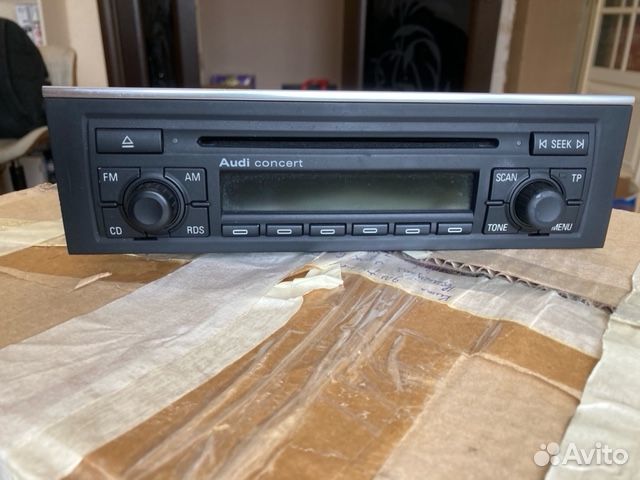 SEEK
Audi concert
FM AM
SCAN TP
CD RDS
TONE MENU
Avito